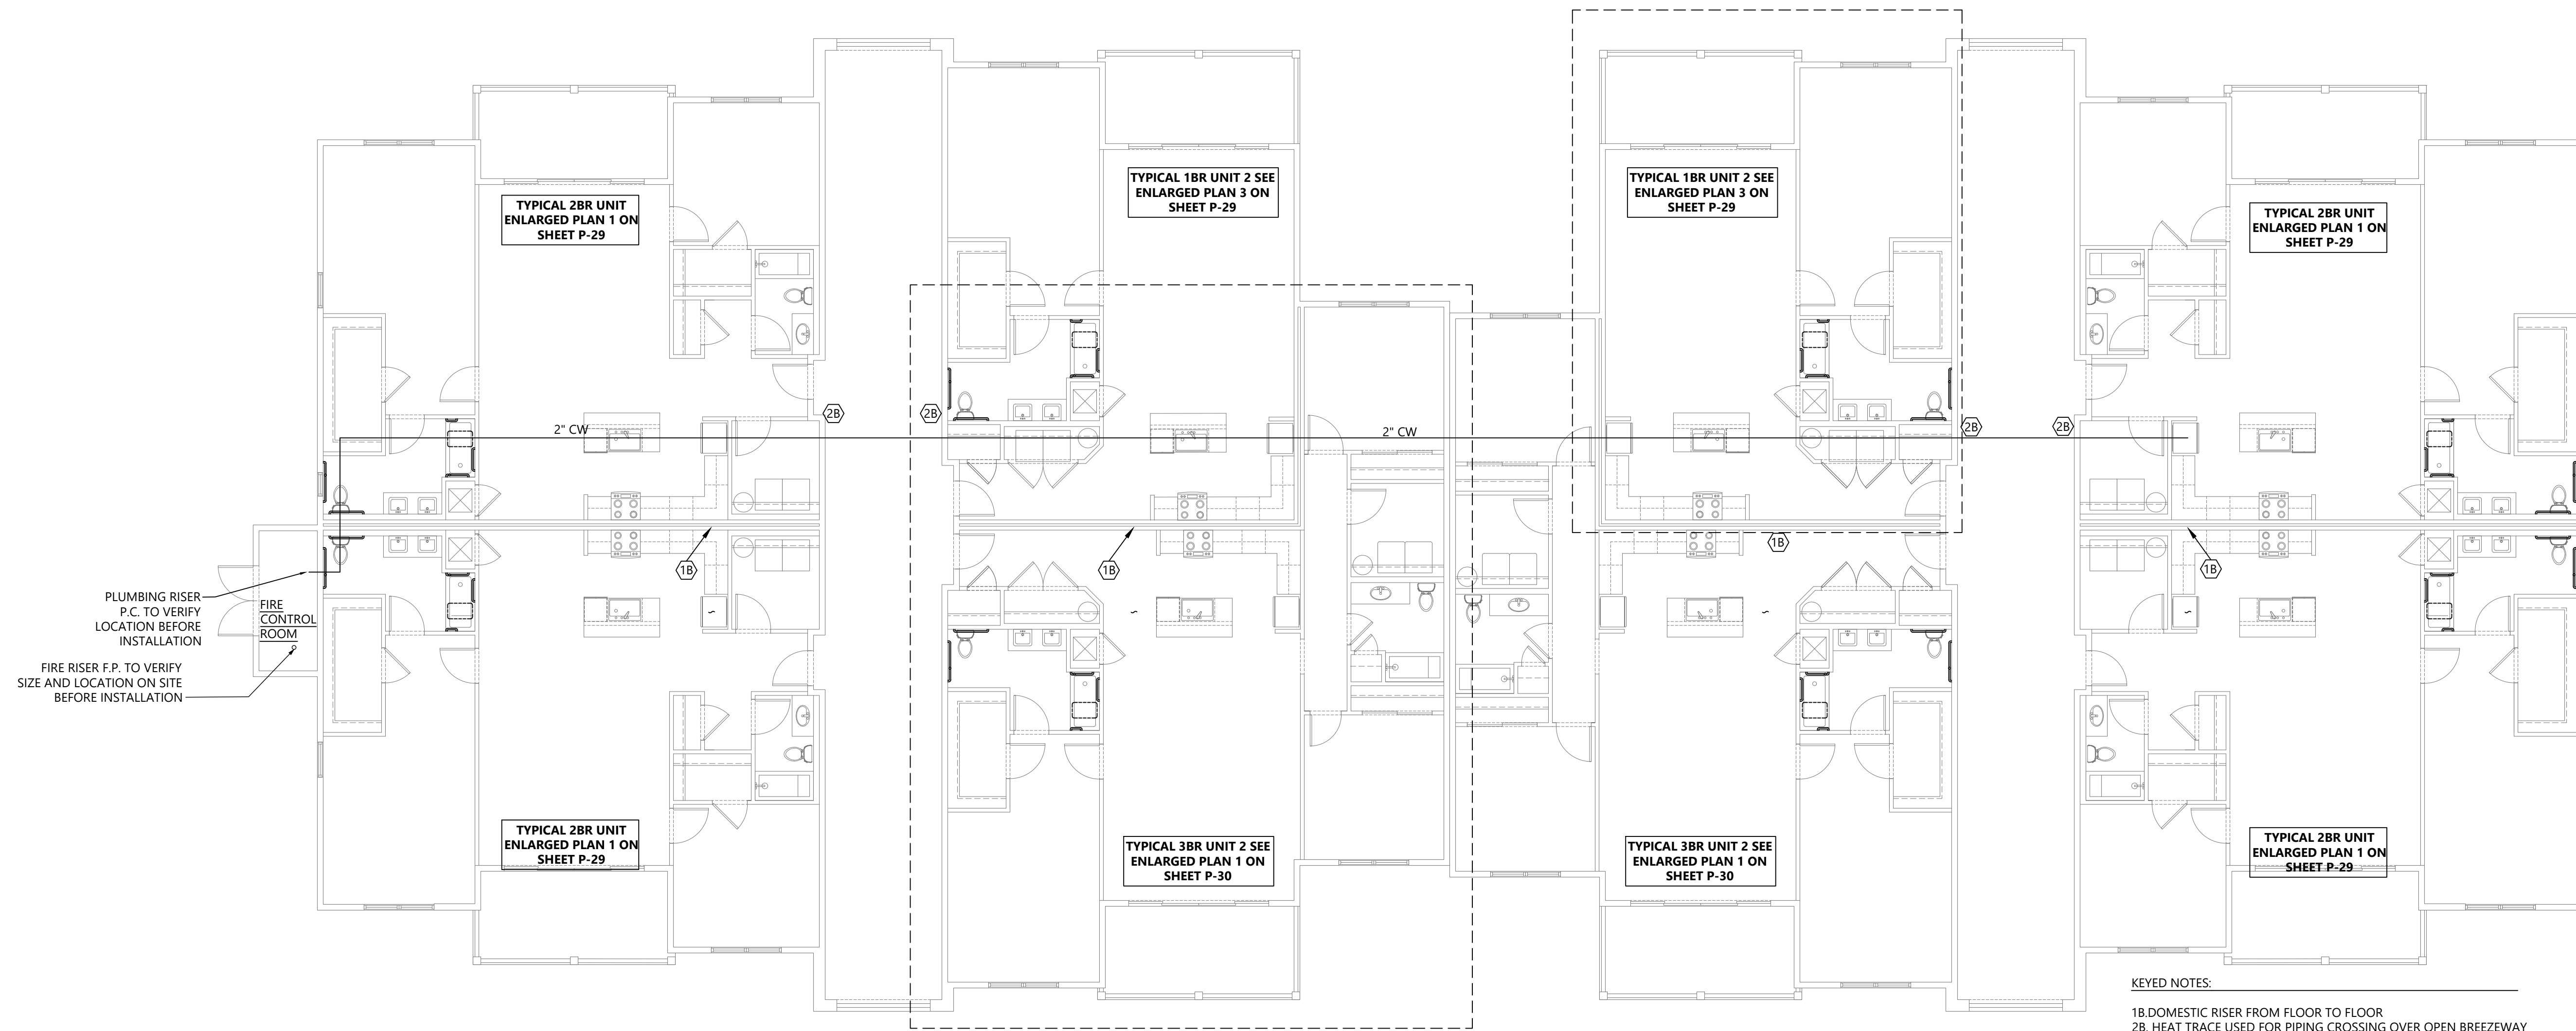 TYPICAL 2BR UNIT
ENLARGED PLAN 1 ON
SHEET P-29
TYPICAL 1BR UNIT 2 SEE
ENLARGED PLAN 3 ON
SHEET P-29
TYPICAL 1BR UNIT 2 SEE
ENLARGED PLAN 3 ON
SHEET P-29
TYPICAL 2BR UNIT
ENLARGED PLAN 1 ON
SHEET P-29
2B
2B
2B
2B
2" CW
2" CW
1B
1B
1B
1B
PLUMBING RISER
P.C. TO VERIFY
LOCATION BEFORE
INSTALLATION
FIRE
CONTROL
ROOM
FIRE RISER F.P. TO VERIFY
SIZE AND LOCATION ON SITE
BEFORE INSTALLATION
TYPICAL 2BR UNIT
ENLARGED PLAN 1 ON
SHEET P-29
TYPICAL 3BR UNIT 2 SEE
ENLARGED PLAN 1 ON
SHEET P-30
TYPICAL 3BR UNIT 2 SEE
ENLARGED PLAN 1 ON
SHEET P-30
TYPICAL 2BR UNIT
ENLARGED PLAN 1 ON
SHEET P-29
KEYED NOTES:
1B.DOMESTIC RISER FROM FLOOR TO FLOOR
2B. HEAT TRACE USED FOR PIPING CROSSING OVER OPEN BREEZEWAY